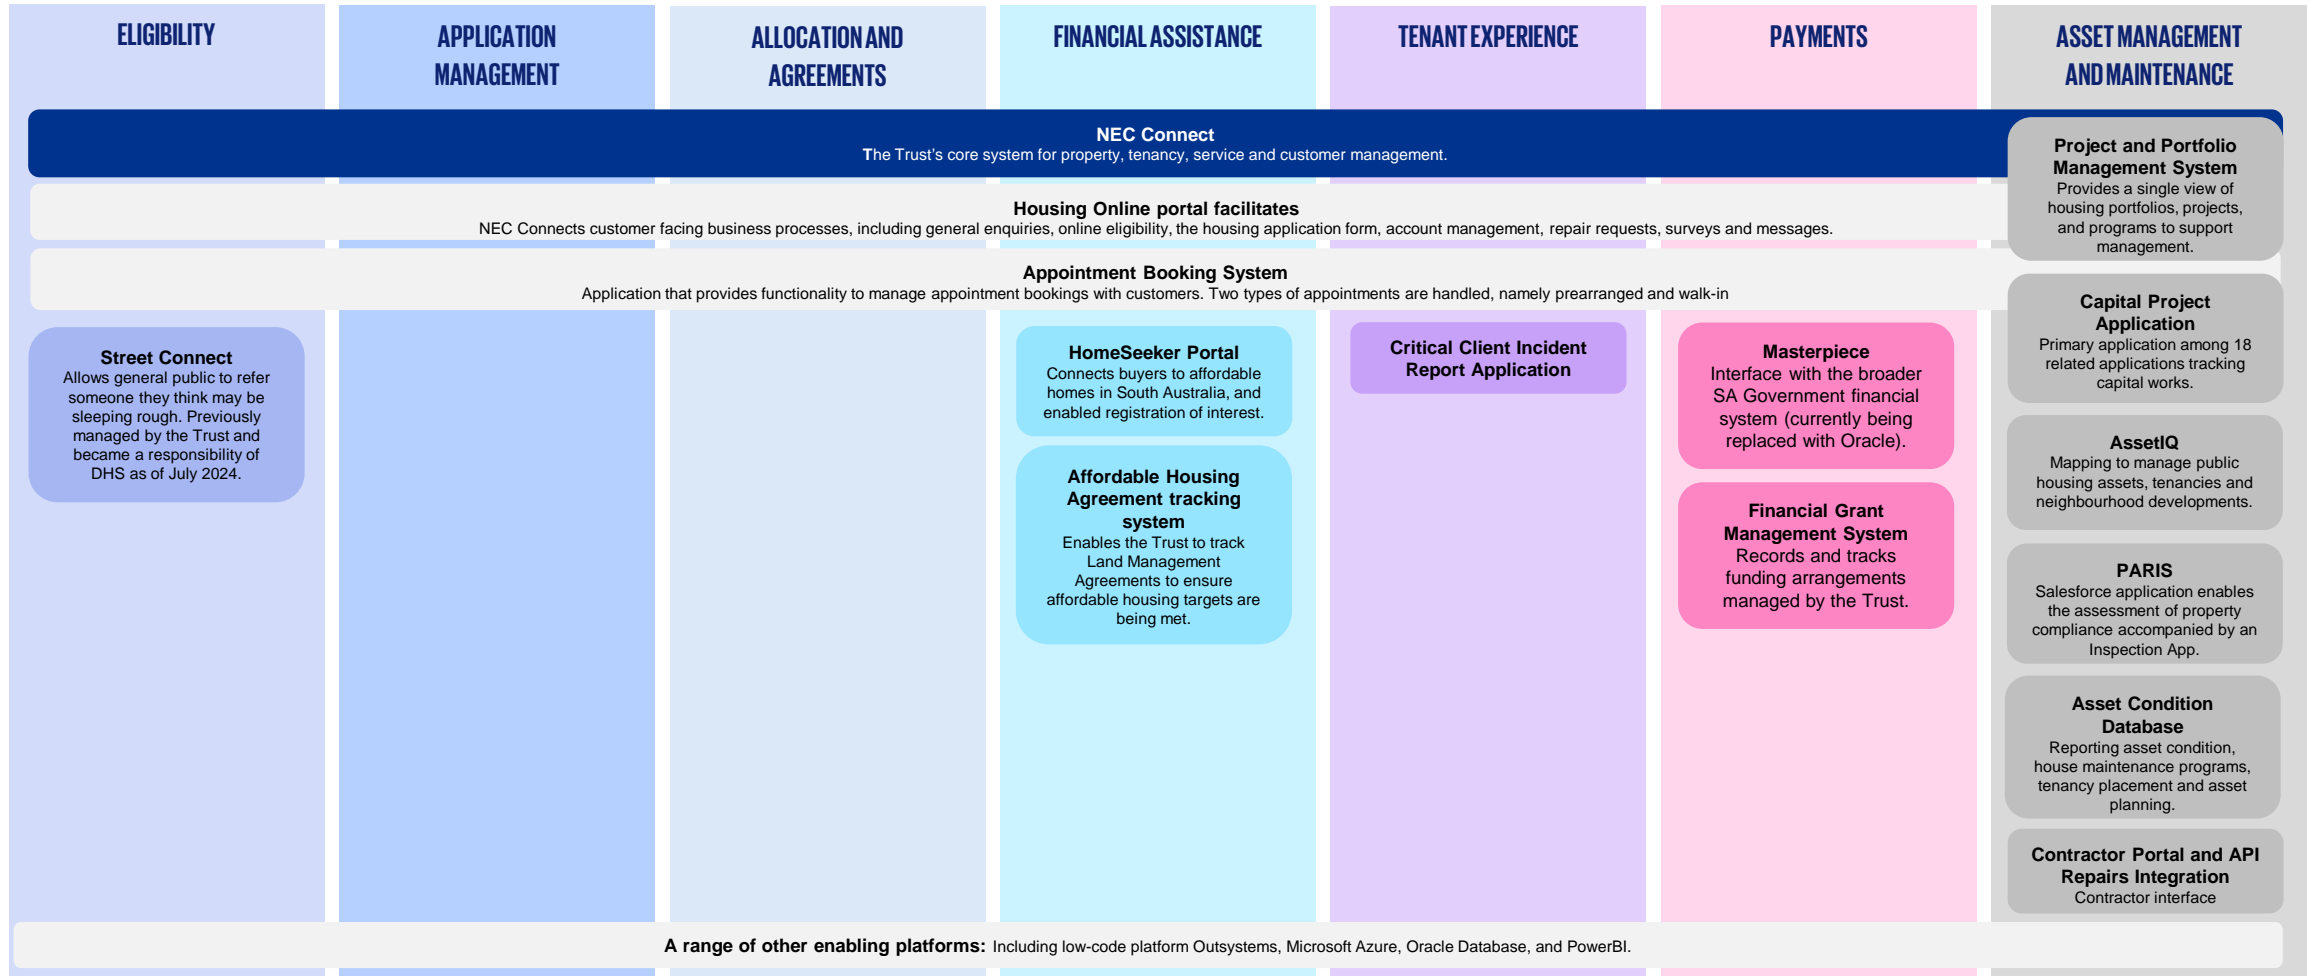 ELIGIBILITY
APPLICATION
MANAGEMENT
ALLOCATION AND
AGREEMENTS
FINANCIAL ASSISTANCE
TENANT EXPERIENCE
PAYMENTS
ASSET MANAGEMENT
AND MAINTENANCE
NEC Connect
The Trust's core system for property, tenancy, service and customer management.
Housing Online portal facilitates
NEC Connects customer facing business processes, including general enquiries, online eligibility, the housing application form, account management, repair requests, surveys and messages.
Appointment Booking System
Application that provides functionality to manage appointment bookings with customers. Two types of appointments are handled, namely prearranged and walk-in
Street Connect
Allows general public to refer
someone they think may be
sleeping rough. Previously
managed by the Trust and
became a responsibility of
DHS as of July 2024.
HomeSeeker Portal
Connects buyers to affordable
homes in South Australia, and
enabled registration of interest.
Affordable Housing
Agreement tracking
system
Enables the Trust to track
Land Management
Agreements to ensure
affordable housing targets are
being met.
Critical Client Incident
Report Application
Masterpiece
Interface with the broader
SA Government financial
system (currently being
replaced with Oracle).
Financial Grant
Management System
Records and tracks
funding arrangements
managed by the Trust.
Project and Portfolio
Management System
Provides a single view of
housing portfolios, projects,
and programs to support
management.
Capital Project
Application
Primary application among 18
related applications tracking
capital works.
AssetIQ
Mapping to manage public
housing assets, tenancies and
neighbourhood developments.
PARIS
Salesforce application enables
the assessment of property
compliance accompanied by an
Inspection App.
Asset Condition
Database
Reporting asset condition,
house maintenance programs,
tenancy placement and asset
planning.
Contractor Portal and API
Repairs Integration
Contractor interface
A range of other enabling platforms: Including low-code platform Outsystems, Microsoft Azure, Oracle Database, and PowerBI.